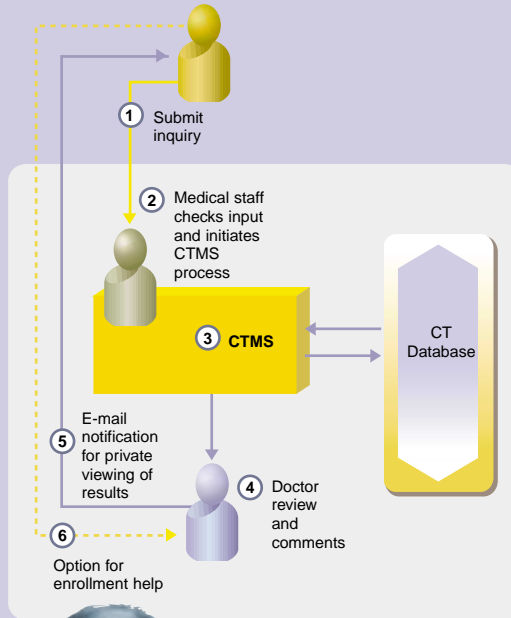 1 Submit
inquiry
2 Medical staff
checks input
and initiates
CTMS
process
3 CTMS
CT
Database
4 Doctor
review
and
comments
5 E-mail
notification
for private
viewing of
results
6
Option for
enrollment help